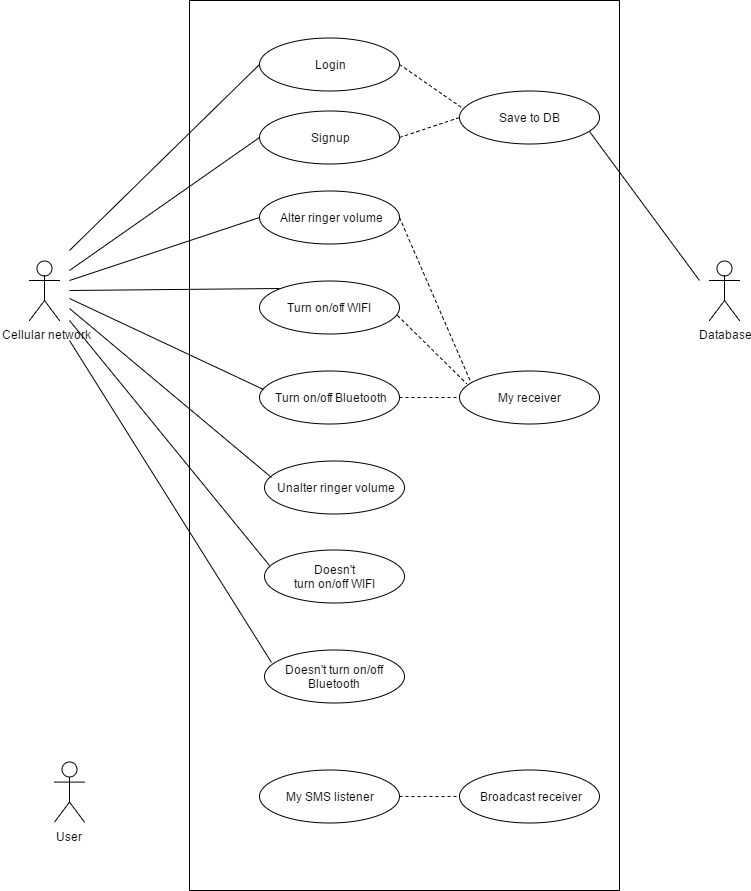 Login
Save to DB
Signup
Alter ringer volume
Turn on/off WIFI
Cellular network
Database
Turn on/off Bluetooth
My receiver
Unalter ringer volume
Doesn't
turn on/off WIFI
Doesn't turn on/off
Bluetooth
My SMS listener
Broadcast receiver
User